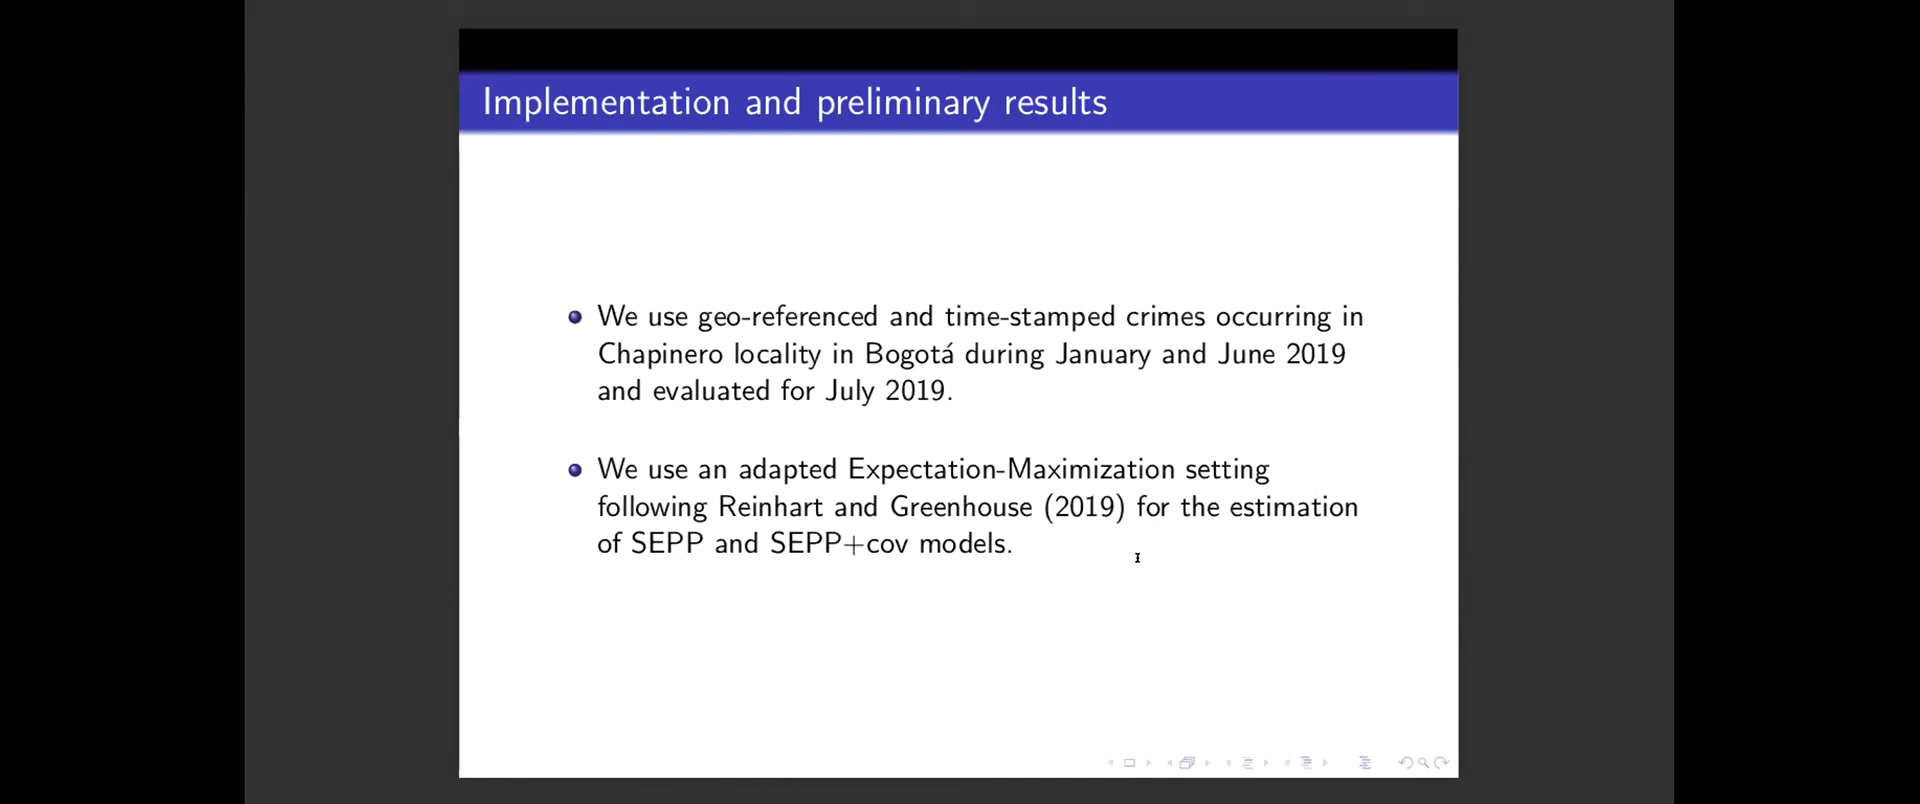 Implementation and preliminary results
We use geo-referenced and time-stamped crimes occurring in
Chapinero locality in Bogotá during January and June 2019
and evaluated for July 2019.
We use an adapted Expectation-Maximization setting
following Reinhart and Greenhouse (2019) for the estimation
of SEPP and SEPP+cov models.